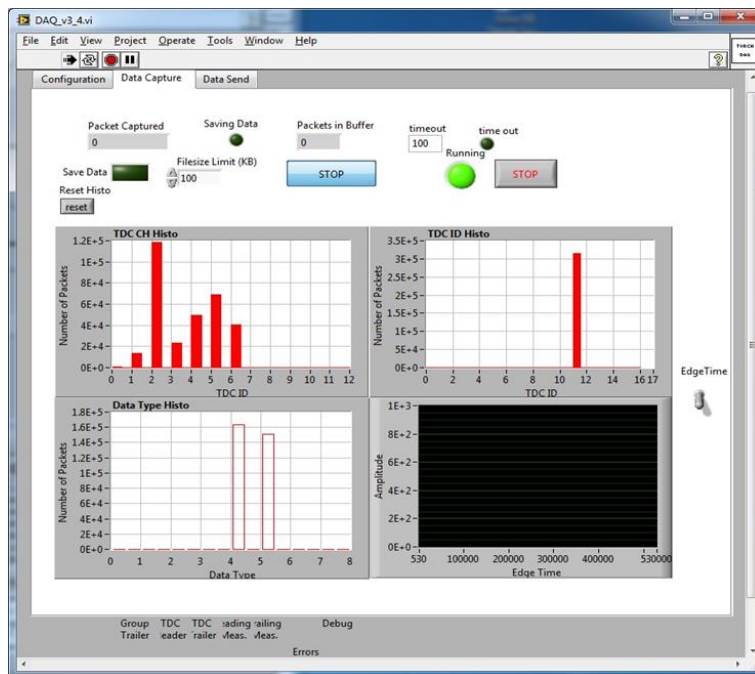 DAQ_v3_4.vi
File Edit View Project Operate Tools Window Help
TORCH
DAQ
Configuration Data Capture Data Send
Packet Captured Saving Data Packets in Buffer timeout time out
0 0 100
Running
Save Data Filesize Limit (KB) STOP STOP
100
Reset Histo
reset
TDC CH Histo
Number of Packets
1.2E+5
1E+5
8E+4
6E+4
4E+4
2E+4
0E+0
0 1 2 3 4 5 6 7 8 9 10 11 12
TDC ID
TDC ID Histo
Number of Packets
3.5E+5
3E+5
2.5E+5
2E+5
1.5E+5
1E+5
5E+4
0E+0
0 2 4 6 8 10 12 14 16 17
TDC ID
EdgeTime
Data Type Histo
Number of Packets
1.8E+5
1.6E+5
1.4E+5
1.2E+5
1E+5
8E+4
6E+4
4E+4
2E+4
0E+0
0 1 2 3 4 5 6 7 8
Data Type
Amplitude
1E+3
8E+2
6E+2
4E+2
2E+2
0E+0
530 100000 200000 300000 400000 530000
Edge Time
Group TDC TDC eading railing Debug
Trailer eader railer Meas. Meas.
Errors